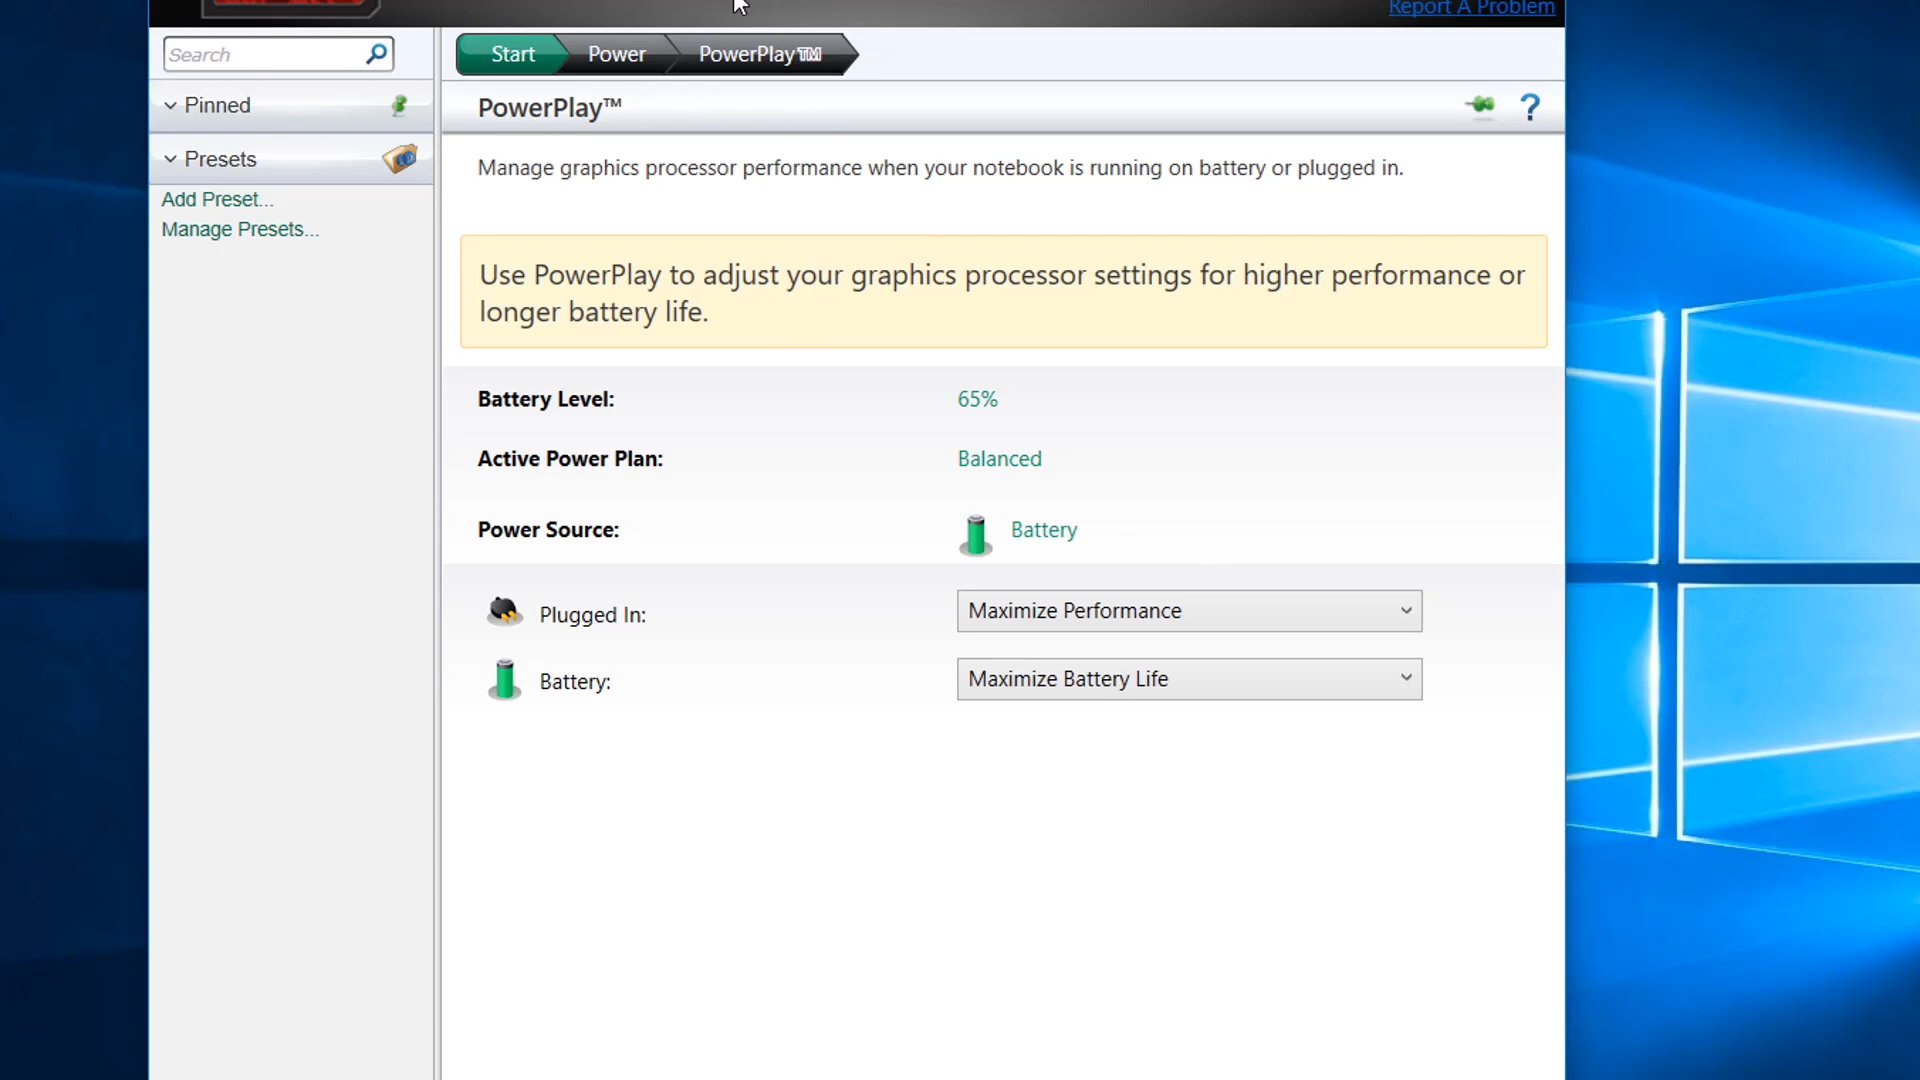 Report A Problem
Search
Start
Power
PowerPlay™
Pinned
PowerPlay™
?
Presets
Manage graphics processor performance when your notebook is running on battery or plugged in.
Add Preset...
Manage Presets...
Use PowerPlay to adjust your graphics processor settings for higher performance or
longer battery life.
Battery Level:
65%
Active Power Plan:
Balanced
Power Source:
Battery
Plugged In:
Maximize Performance
Battery:
Maximize Battery Life